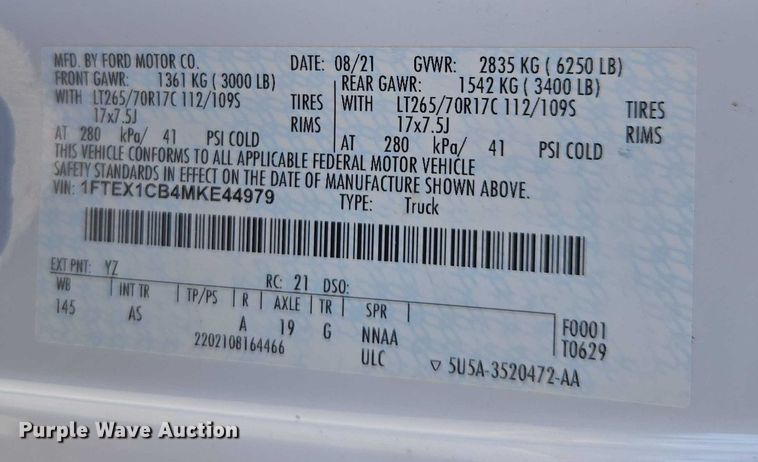 MFD. BY FORD MOTOR CO. DATE: 08/21 GVWR: 2835 KG ( 6250 LB)
FRONT GAWR: 1361 KG ( 3000 LB) REAR GAWR: 1542 KG ( 3400 LB)
WITH LT265/70R17C 112/109S TIRES WITH LT265/70R17C 112/109S TIRES
17x7.5J RIMS 17x7.5J RIMS
AT 280 kPa/ 41 PSI COLD AT 280 kPa/ 41 PSI COLD
THIS VEHICLE CONFORMS TO ALL APPLICABLE FEDERAL MOTOR VEHICLE
SAFETY STANDARDS IN EFFECT ON THE DATE OF MANUFACTURE SHOWN ABOVE.
VIN: 1FTEX1CB4MKE44979 TYPE: Truck
EXT PNT: YZ RC: 21 DSO:
WB INT TR TP/PS R AXLE TR SPR
145 AS A 19 G NNAA F0001
2202108164466 ULC T0629
5U5A-3520472-AA
Purple Wave Auction